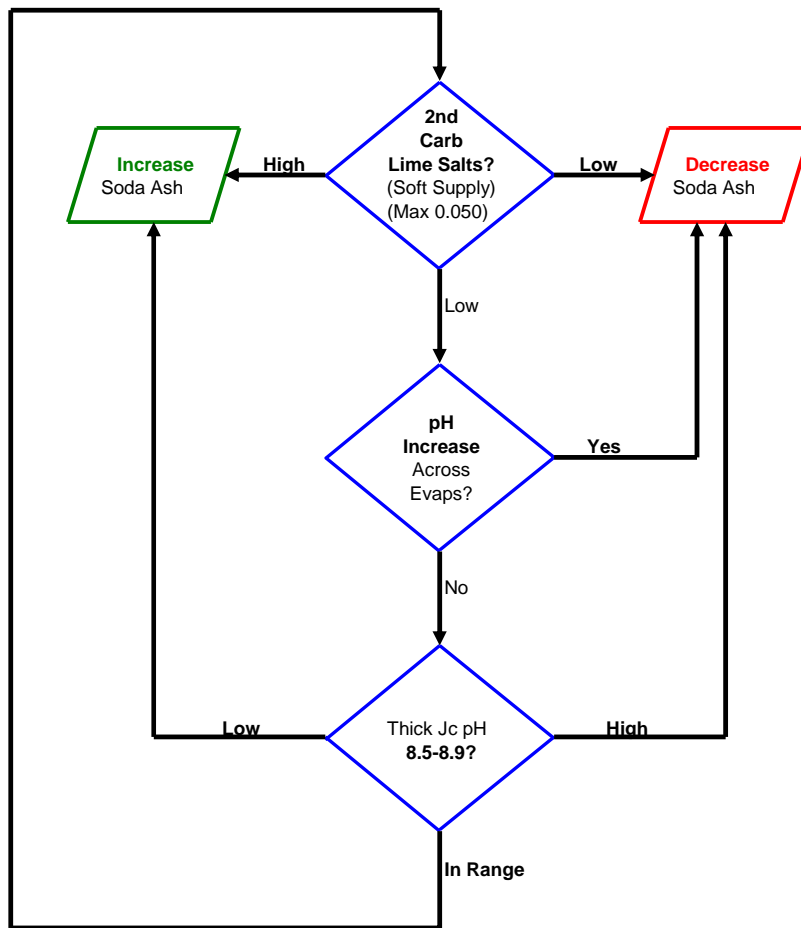 2nd
Carb
Lime Salts?
(Soft Supply)
(Max 0.050)
Increase
Soda Ash
High
Low
Decrease
Soda Ash
Low
pH
Increase
Across
Evaps?
Yes
No
Thick Jc pH
8.5-8.9?
Low
High
In Range